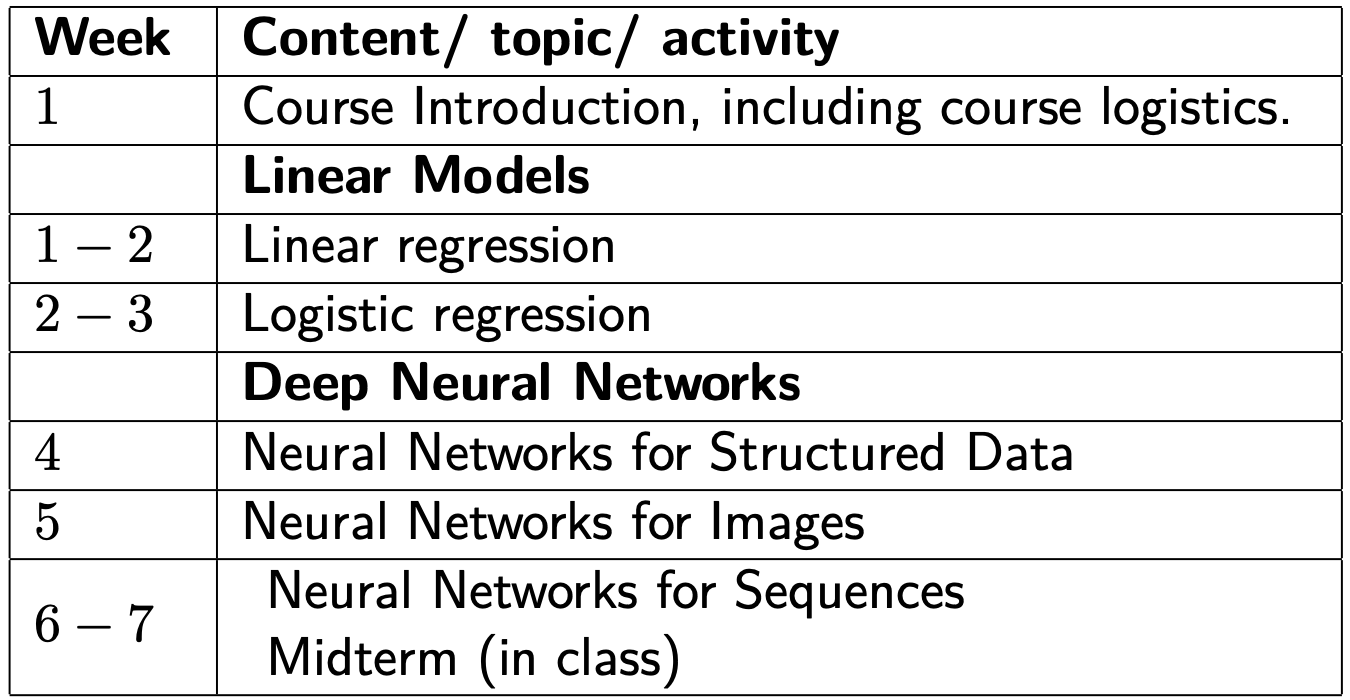 Week Content/ topic/ activity
1 Course Introduction, including course logistics.
Linear Models
1 – 2 Linear regression
2 – 3 Logistic regression
Deep Neural Networks
4 Neural Networks for Structured Data
5 Neural Networks for Images
6 – 7 Neural Networks for Sequences
Midterm (in class)